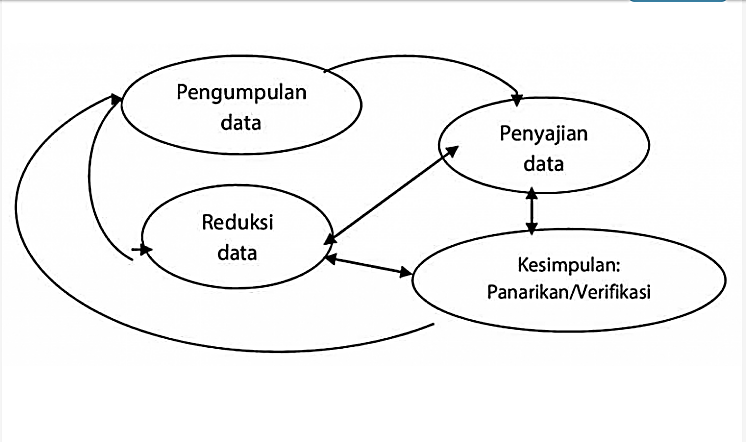 Pengumpulan
data
Penyajian
data
Reduksi
data
Kesimpulan:
Panarikan/Verifikasi